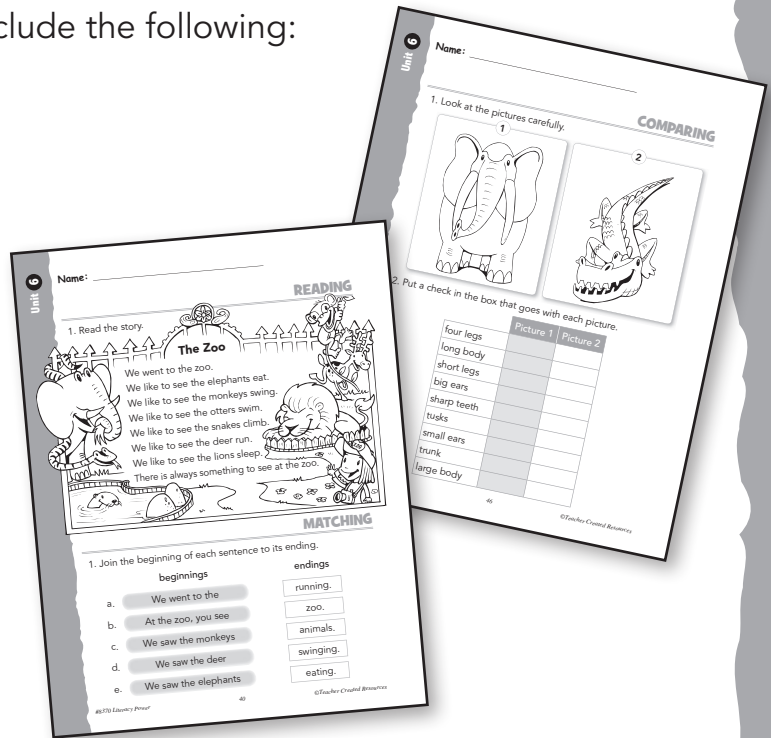 clude the following:
Unit 6
Name:
READING
1. Read the story.
The Zoo
We went to the zoo.
We like to see the elephants eat.
We like to see the monkeys swing.
We like to see the otters swim.
We like to see the snakes climb.
We like to see the deer run.
We like to see the lions sleep.
There is always something to see at the zoo.
MATCHING
1. Join the beginning of each sentence to its ending.
beginnings endings
a. We went to the running.
b. At the zoo, you see zoo.
c. We saw the monkeys animals.
d. We saw the deer swinging.
e. We saw the elephants eating.
#8370 Literacy Power 40 ©Teacher Created Resources
Unit 6
Name:
COMPARING
1. Look at the pictures carefully.
1 2
2. Put a check in the box that goes with each picture.
Picture 1 Picture 2
four legs
long body
short legs
big ears
sharp teeth
tusks
small ears
trunk
large body
46 ©Teacher Created Resources